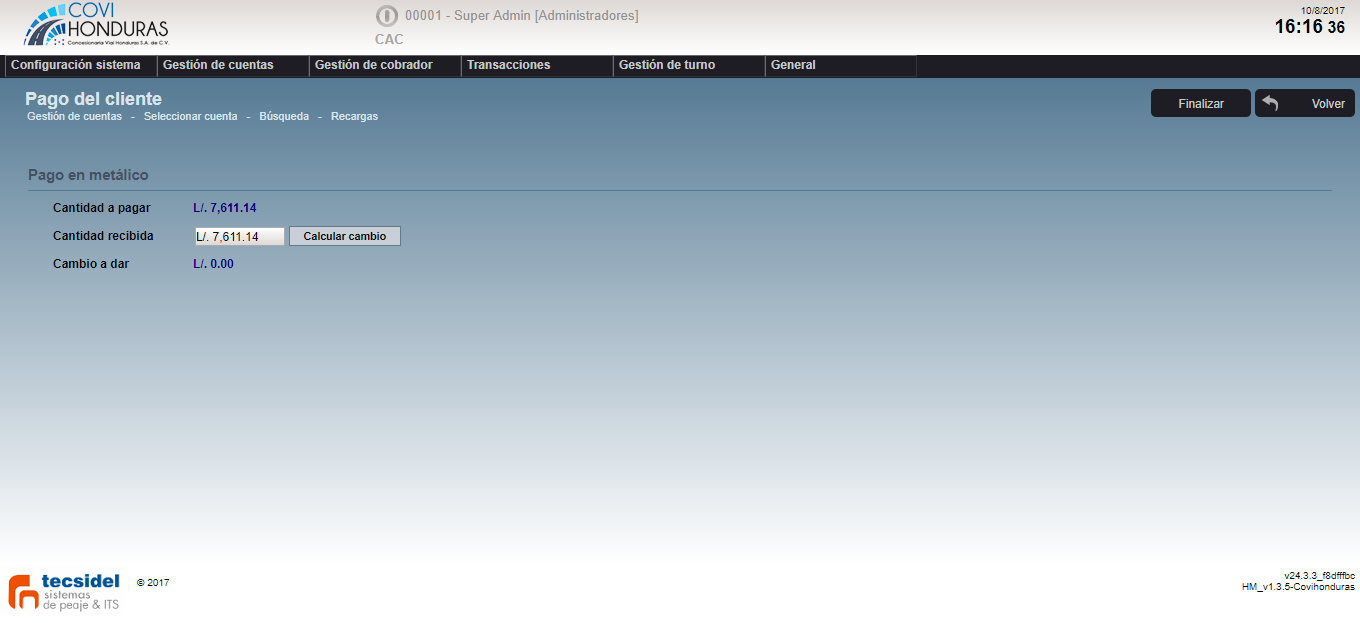 COVI
HONDURAS
Concesionaria Vial Honduras S.A. de C.V.
00001 - Super Admin [Administradores]
CAC
10/8/2017
16:16 36
Configuración sistema
Gestión de cuentas
Gestión de cobrador
Transacciones
Gestión de turno
General
Pago del cliente
Gestión de cuentas - Seleccionar cuenta - Búsqueda - Recargas
Finalizar
Volver
Pago en metálico
Cantidad a pagar L/. 7,611.14
Cantidad recibida L/. 7,611.14 Calcular cambio
Cambio a dar L/. 0.00
tecsidel
sistemas
de peaje & ITS
© 2017
v24.3.3_f8dfffbc
HM_v1.3.5-Covihonduras